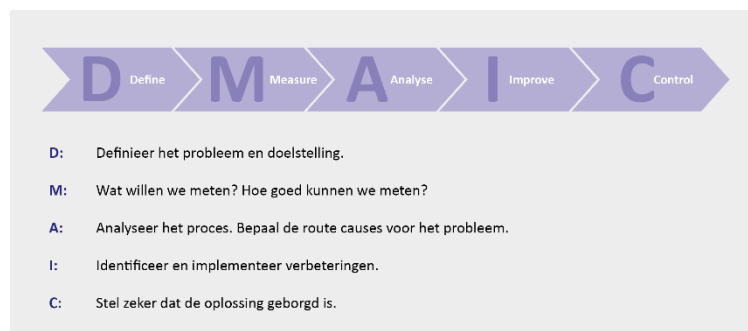 D Define M Measure A Analyse I Improve C Control
D: Definieer het probleem en doelstelling.
M: Wat willen we meten? Hoe goed kunnen we meten?
A: Analyseer het proces. Bepaal de route causes voor het probleem.
I: Identificeer en implementeer verbeteringen.
C: Stel zeker dat de oplossing geborgd is.